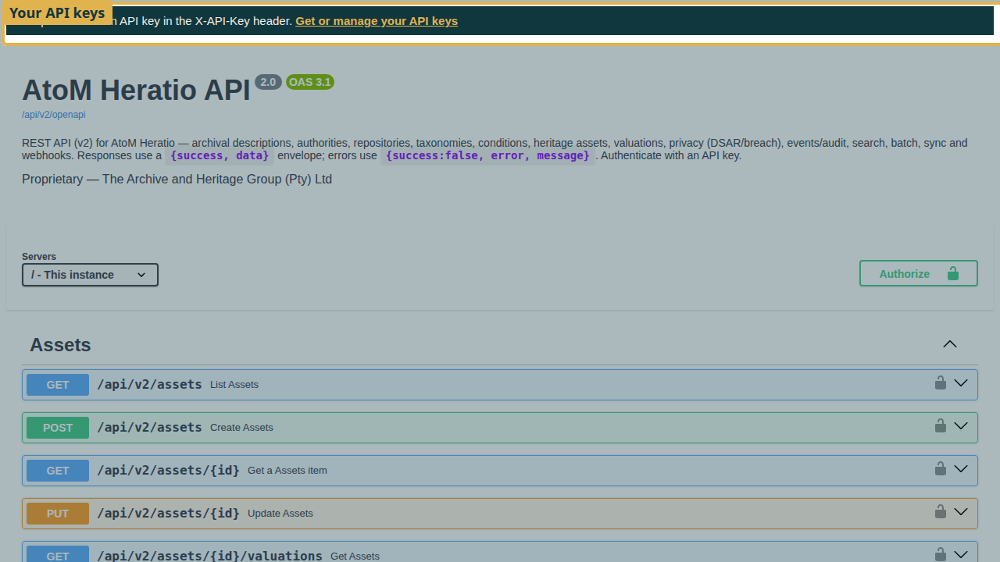 Your API keys
API key in the X-API-Key header. Get or manage your API keys
AtoM Heratio API 2.0 OAS 3.1
/api/v2/openapi
REST API (v2) for AtoM Heratio — archival descriptions, authorities, repositories, taxonomies, conditions, heritage assets, valuations, privacy (DSAR/breach), events/audit, search, batch, sync and
webhooks. Responses use a {success, data} envelope; errors use {success:false, error, message}. Authenticate with an API key.
Proprietary — The Archive and Heritage Group (Pty) Ltd
Servers
/ - This instance
Authorize
Assets
GET /api/v2/assets List Assets
POST /api/v2/assets Create Assets
GET /api/v2/assets/{id} Get a Assets item
PUT /api/v2/assets/{id} Update Assets
GET /api/v2/assets/{id}/valuations Get Assets